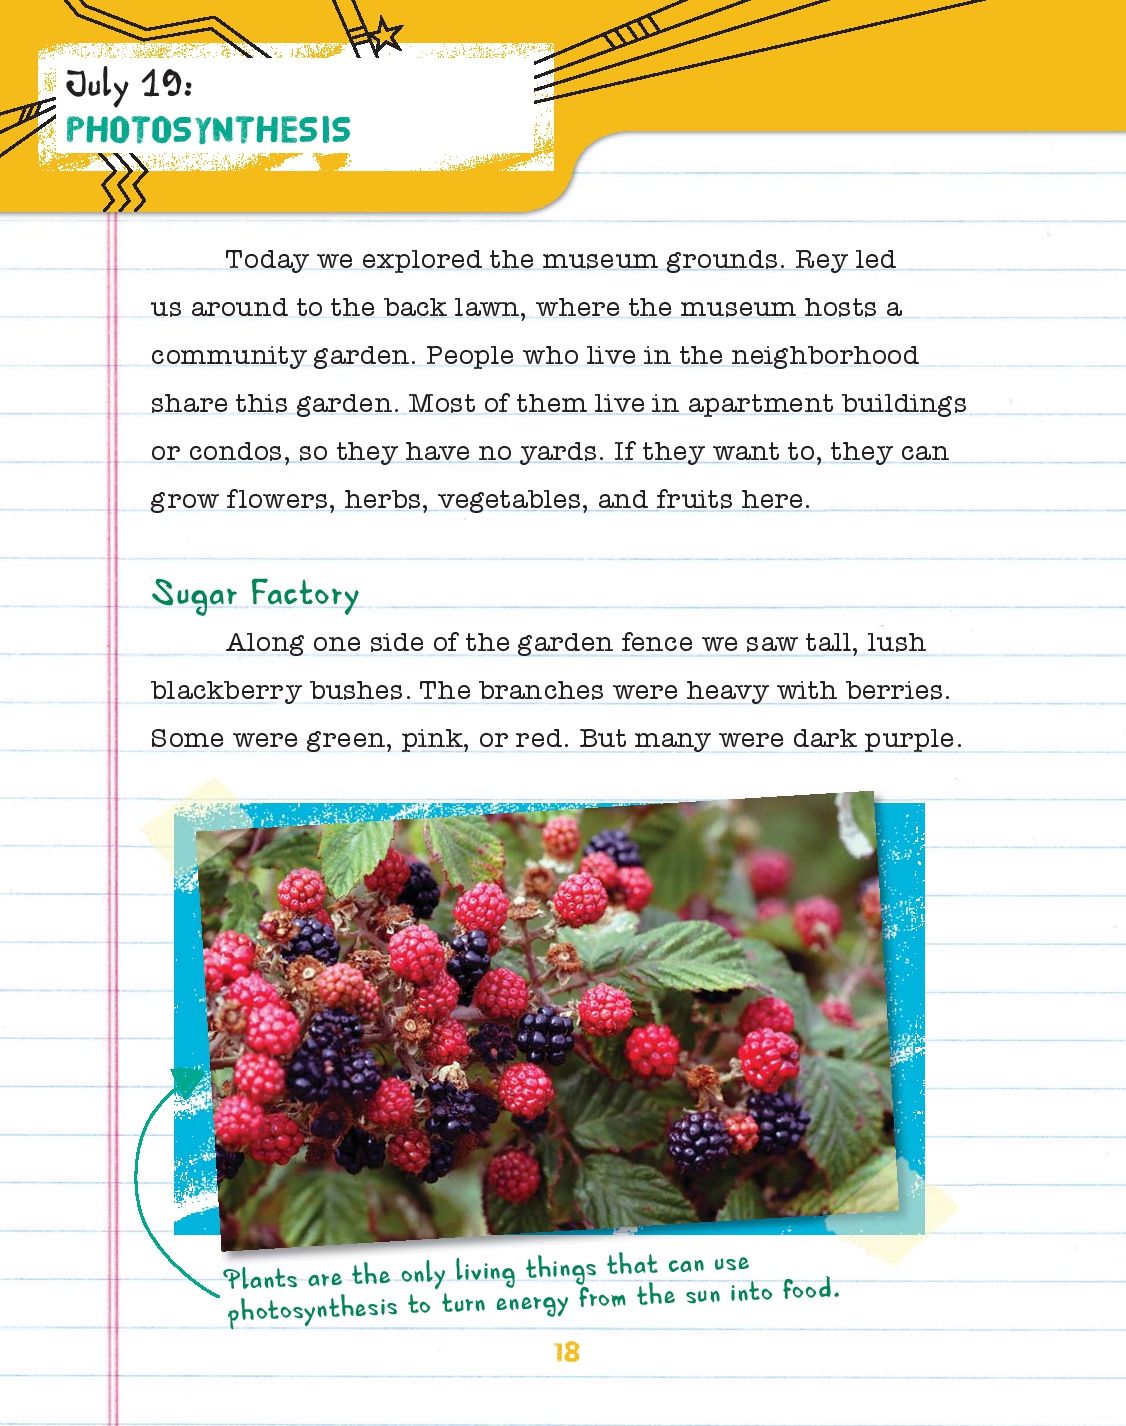 July 19:
PHOTOSYNTHESIS
Today we explored the museum grounds. Rey led
us around to the back lawn, where the museum hosts a
community garden. People who live in the neighborhood
share this garden. Most of them live in apartment buildings
or condos, so they have no yards. If they want to, they can
grow flowers, herbs, vegetables, and fruits here.
Sugar Factory
Along one side of the garden fence we saw tall, lush
blackberry bushes. The branches were heavy with berries.
Some were green, pink, or red. But many were dark purple.
Plants are the only living things that can use
photosynthesis to turn energy from the sun into food.
18